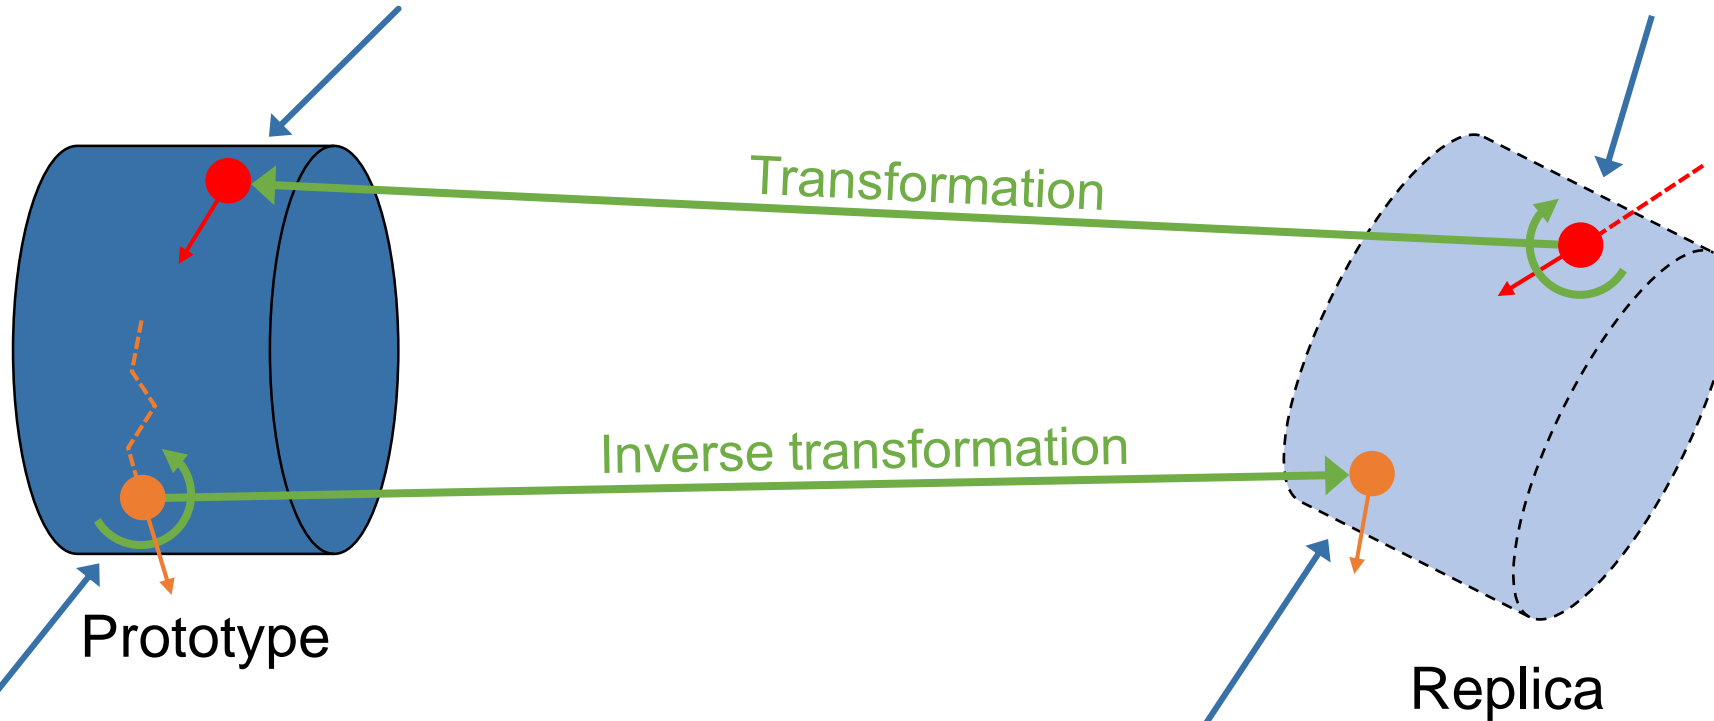 Transformation
Inverse transformation
Prototype
Replica